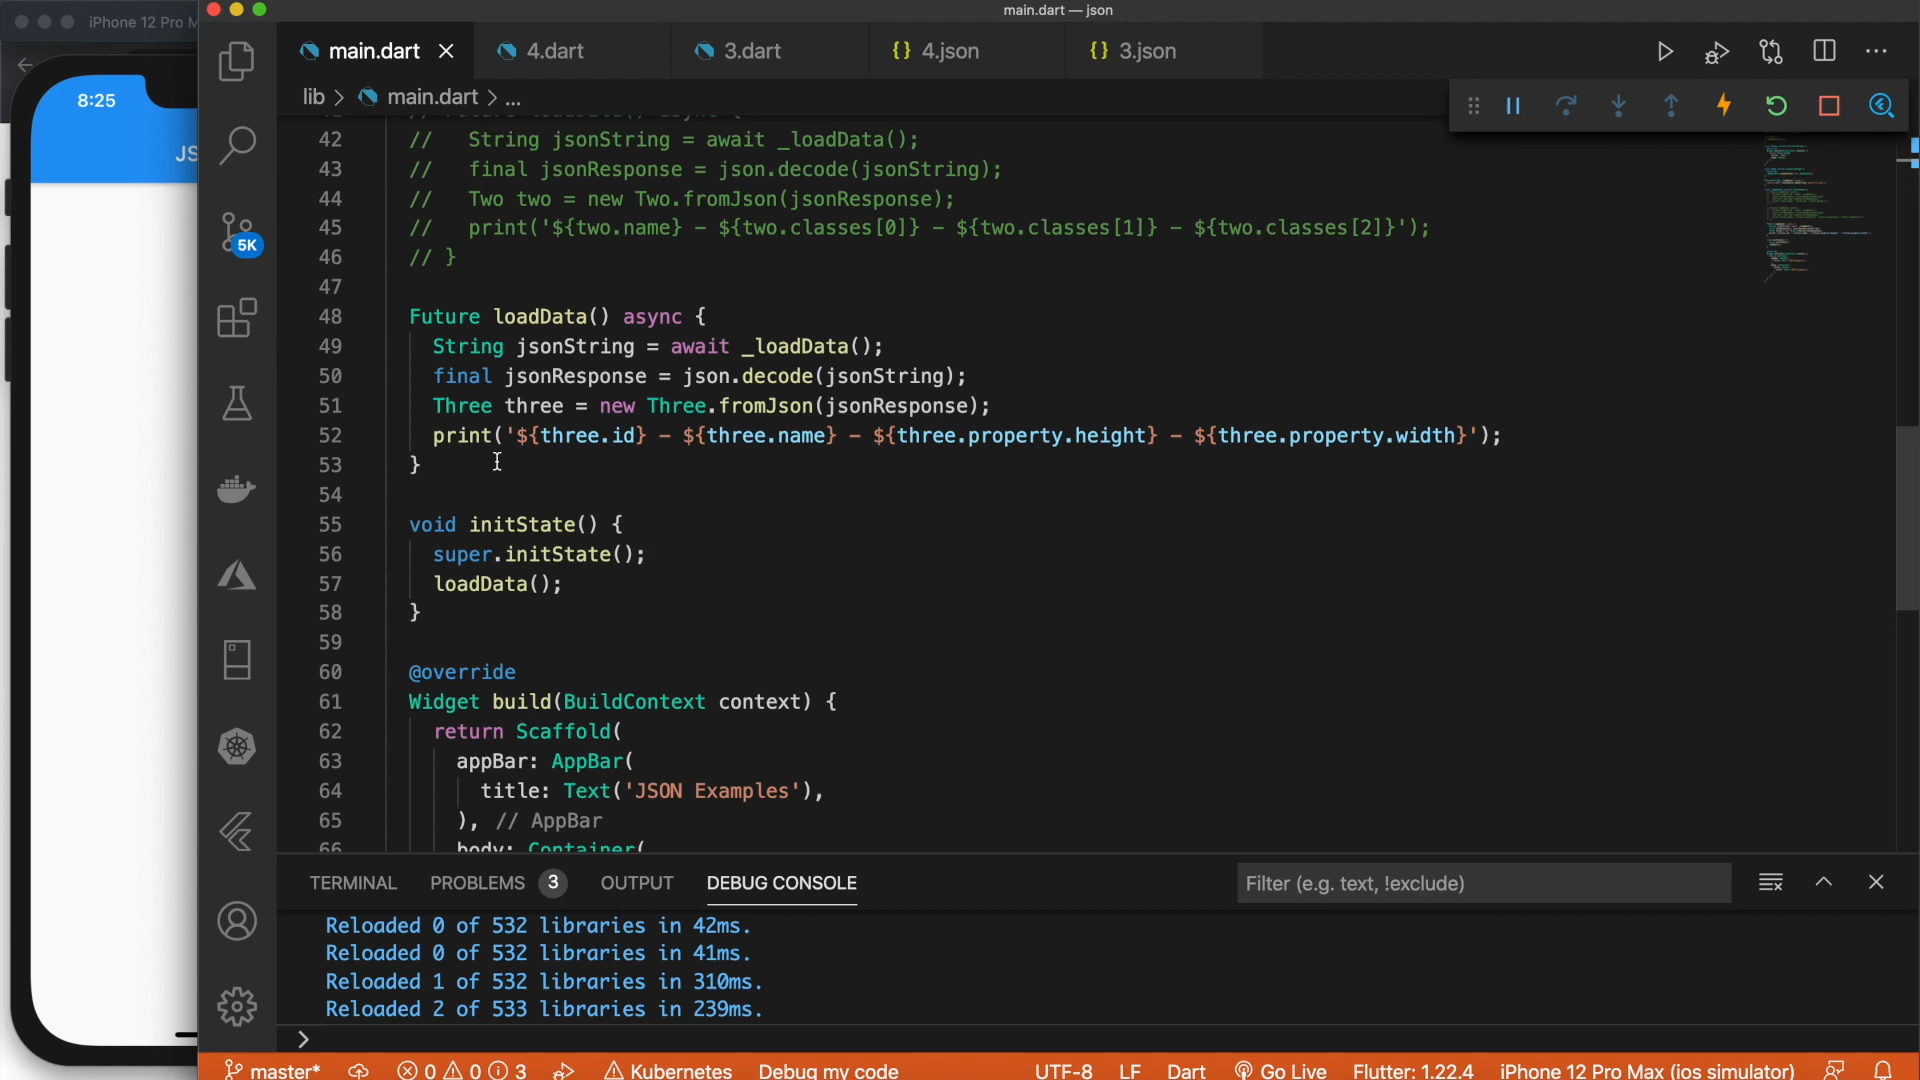 iPhone 12 Pro M
8:25
JS
main.dart — json
main.dart
4.dart
3.dart
{} 4.json
{} 3.json
lib > main.dart > ...
42 //   String jsonString = await _loadData();
43 //   final jsonResponse = json.decode(jsonString);
44 //   Two two = new Two.fromJson(jsonResponse);
45 //   print('${two.name} - ${two.classes[0]} - ${two.classes[1]} - ${two.classes[2]}');
46 // }
47
48 Future loadData() async {
49   String jsonString = await _loadData();
50   final jsonResponse = json.decode(jsonString);
51   Three three = new Three.fromJson(jsonResponse);
52   print('${three.id} - ${three.name} - ${three.property.height} - ${three.property.width}');
53 }
54
55 void initState() {
56   super.initState();
57   loadData();
58 }
59
60 @override
61 Widget build(BuildContext context) {
62   return Scaffold(
63     appBar: AppBar(
64       title: Text('JSON Examples'),
65     ), // AppBar
66     body: Container(
5K
TERMINAL
PROBLEMS 3
OUTPUT
DEBUG CONSOLE
Filter (e.g. text, !exclude)
Reloaded 0 of 532 libraries in 42ms.
Reloaded 0 of 532 libraries in 41ms.
Reloaded 1 of 532 libraries in 310ms.
Reloaded 2 of 533 libraries in 239ms.
>
master* 0 0 3 Kubernetes Debug my code UTF-8 LF Dart Go Live Flutter: 1.22.4 iPhone 12 Pro Max (ios simulator)